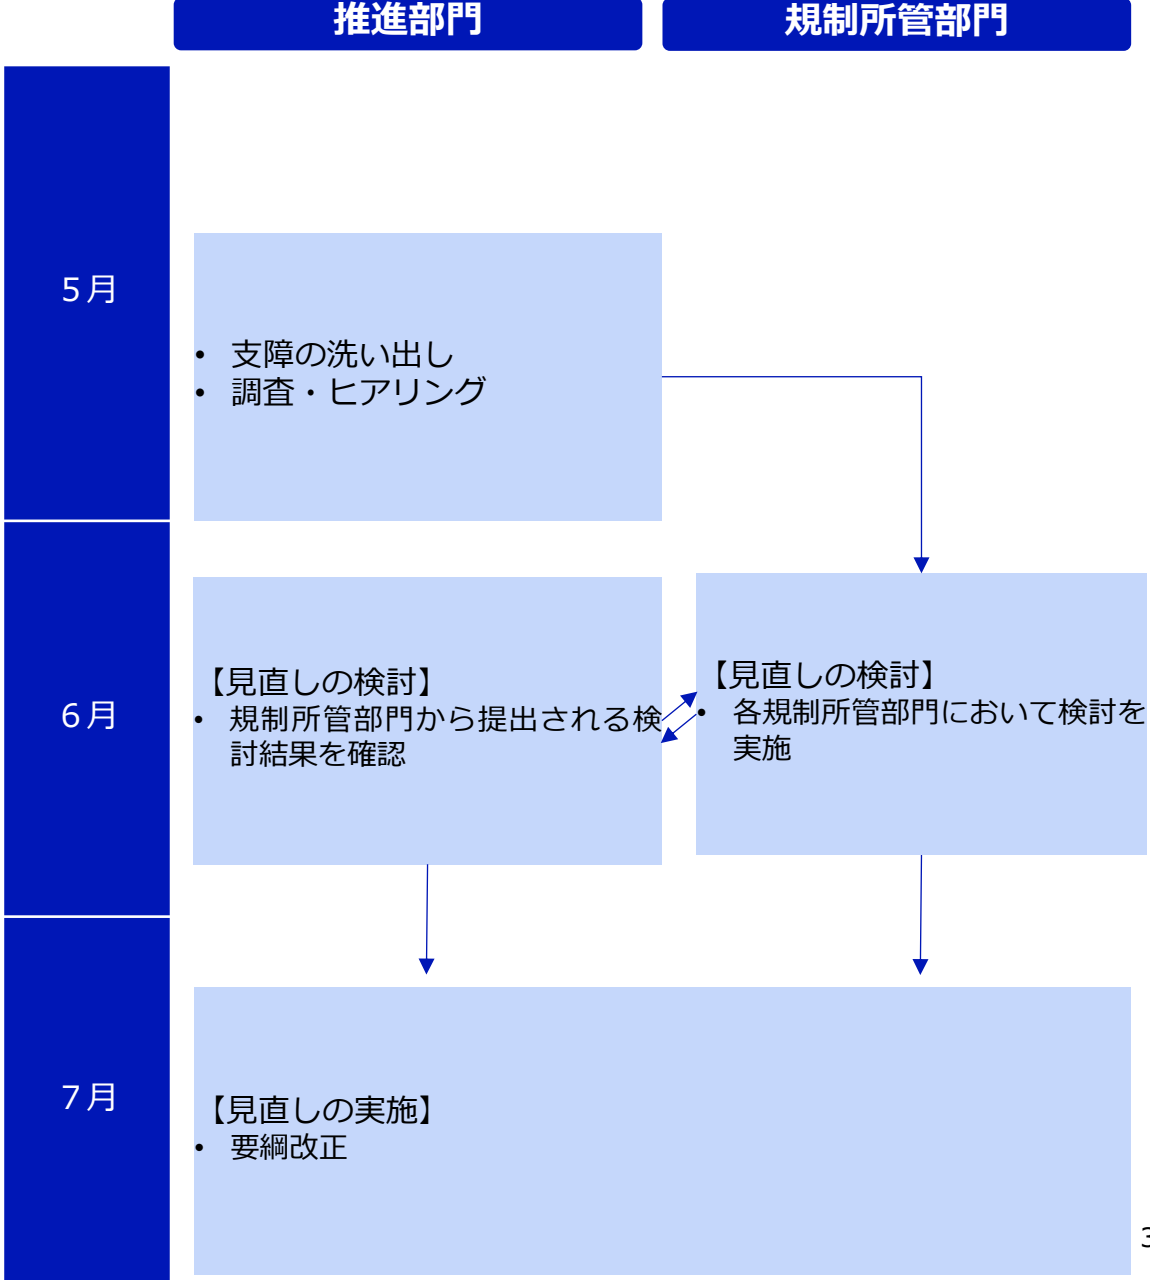 推進部門
規制所管部門
5月
• 支障の洗い出し
• 調査・ヒアリング
6月
【見直しの検討】
• 規制所管部門から提出される検
討結果を確認
【見直しの検討】
• 各規制所管部門において検討を
実施
7月
【見直しの実施】
• 要綱改正
3